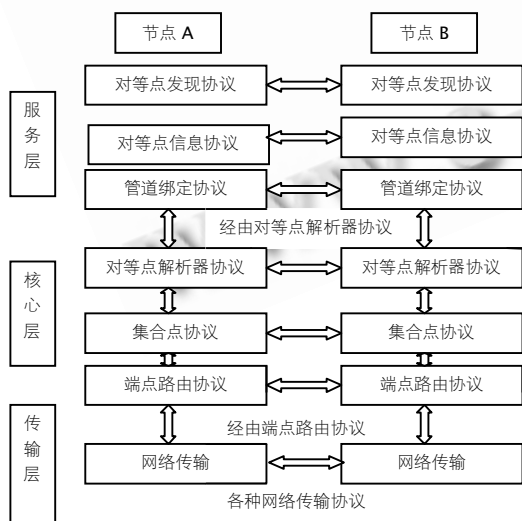 节点 A
节点 B
服务层
对等点发现协议
对等点发现协议
对等点信息协议
对等点信息协议
管道绑定协议
管道绑定协议
经由对等点解析器协议
核心层
对等点解析器协议
对等点解析器协议
集合点协议
集合点协议
端点路由协议
端点路由协议
传输层
经由端点路由协议
网络传输
网络传输
各种网络传输协议